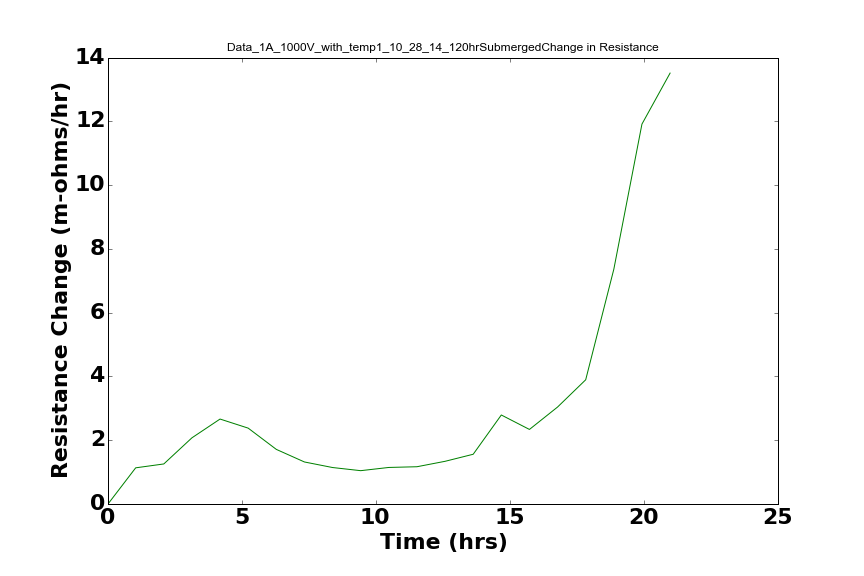 Data_1A_1000V_with_temp1_10_28_14_120hrSubmergedChange in Resistance
14
12
10
8
6
4
2
0
Resistance Change (m-ohms/hr)
0 5 10 15 20 25
Time (hrs)